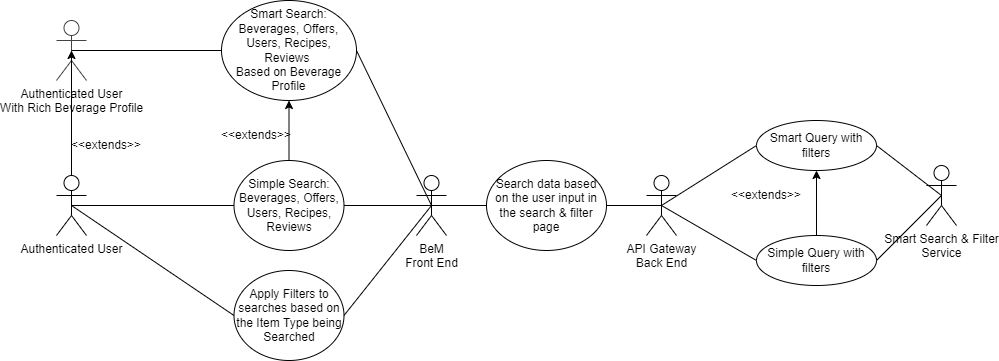 Smart Search:
Beverages, Offers,
Users, Recipes,
Reviews
Based on Beverage
Profile
Authenticated User
With Rich Beverage Profile
<<extends>>
<<extends>>
Simple Search:
Beverages, Offers,
Users, Recipes,
Reviews
Authenticated User
Apply Filters to
searches based on
the Item Type being
Searched
BeM
Front End
Search data based
on the user input in
the search & filter
page
API Gateway
Back End
Smart Query with
filters
<<extends>>
Simple Query with
filters
Smart Search & Filter
Service